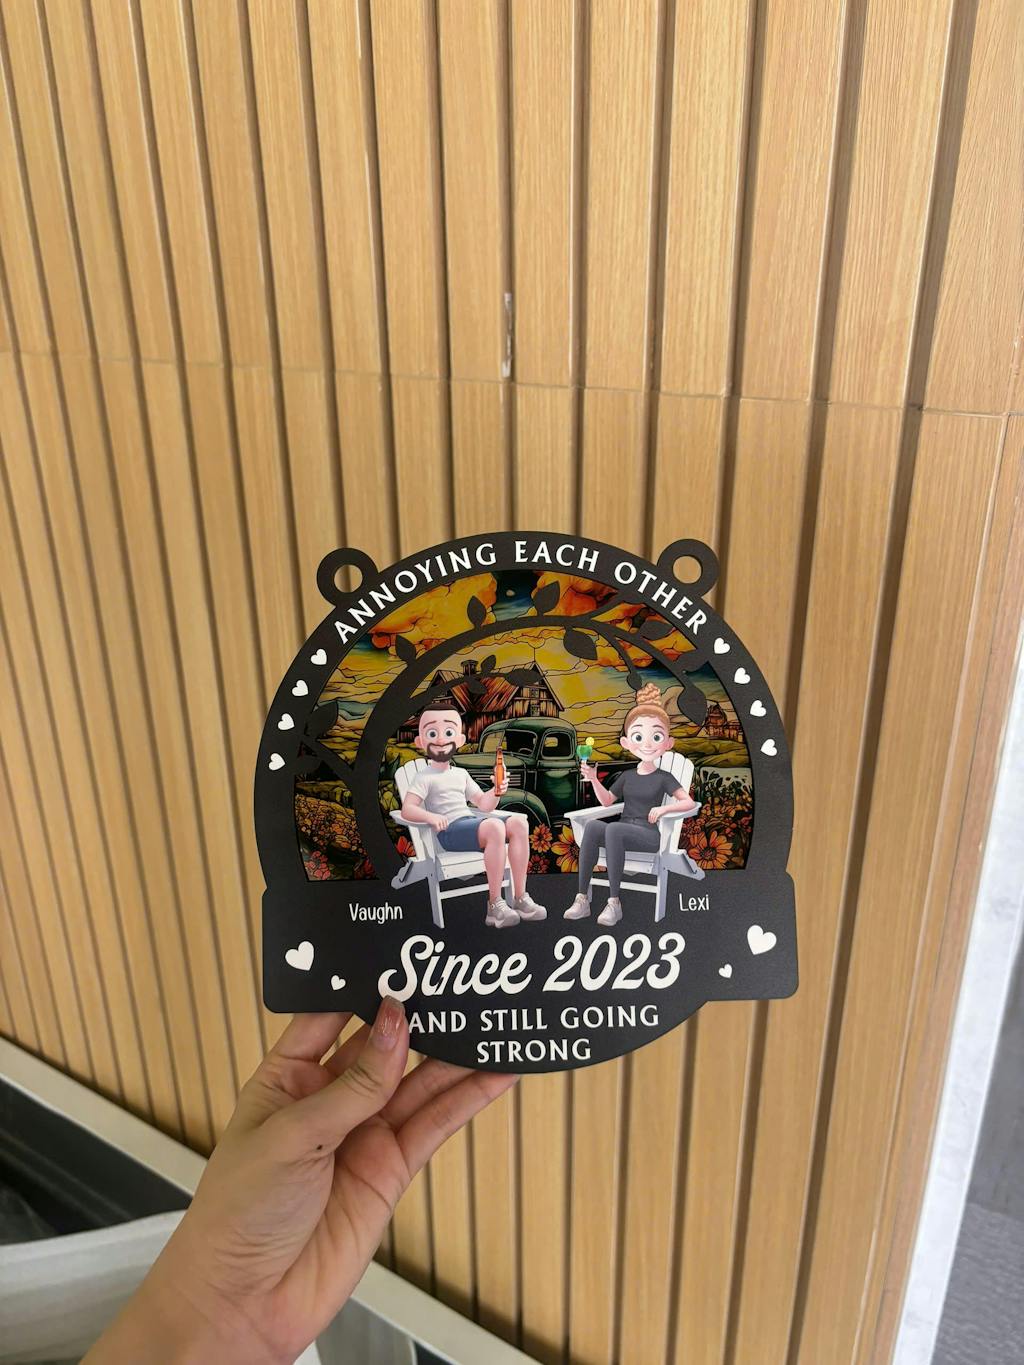 ANNOYING EACH OTHER
Vaughn
Lexi
Since 2023
AND STILL GOING
STRONG